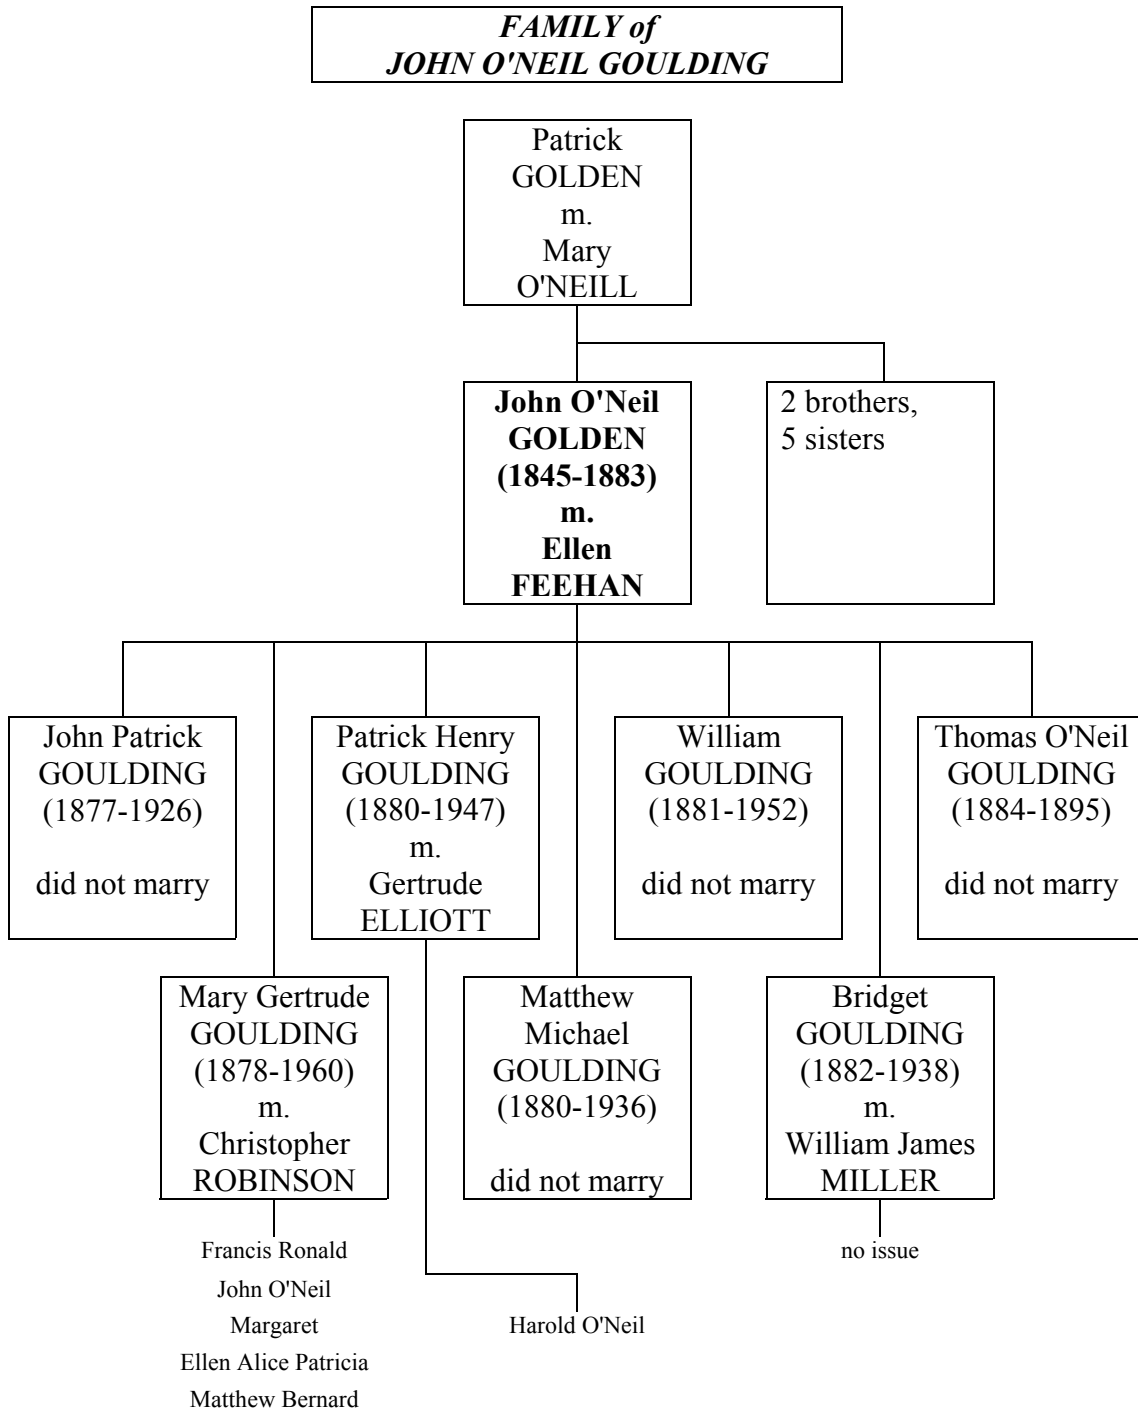 FAMILY of
JOHN O'NEIL GOULDING
Patrick
GOLDEN
m.
Mary
O'NEILL
John O'Neil
GOLDEN
(1845-1883)
m.
Ellen
FEEHAN
2 brothers,
5 sisters
John Patrick
GOULDING
(1877-1926)
did not marry
Patrick Henry
GOULDING
(1880-1947)
m.
Gertrude
ELLIOTT
William
GOULDING
(1881-1952)
did not marry
Thomas O'Neil
GOULDING
(1884-1895)
did not marry
Mary Gertrude
GOULDING
(1878-1960)
m.
Christopher
ROBINSON
Matthew
Michael
GOULDING
(1880-1936)
did not marry
Bridget
GOULDING
(1882-1938)
m.
William James
MILLER
Francis Ronald
John O'Neil
Margaret
Ellen Alice Patricia
Matthew Bernard
Harold O'Neil
no issue